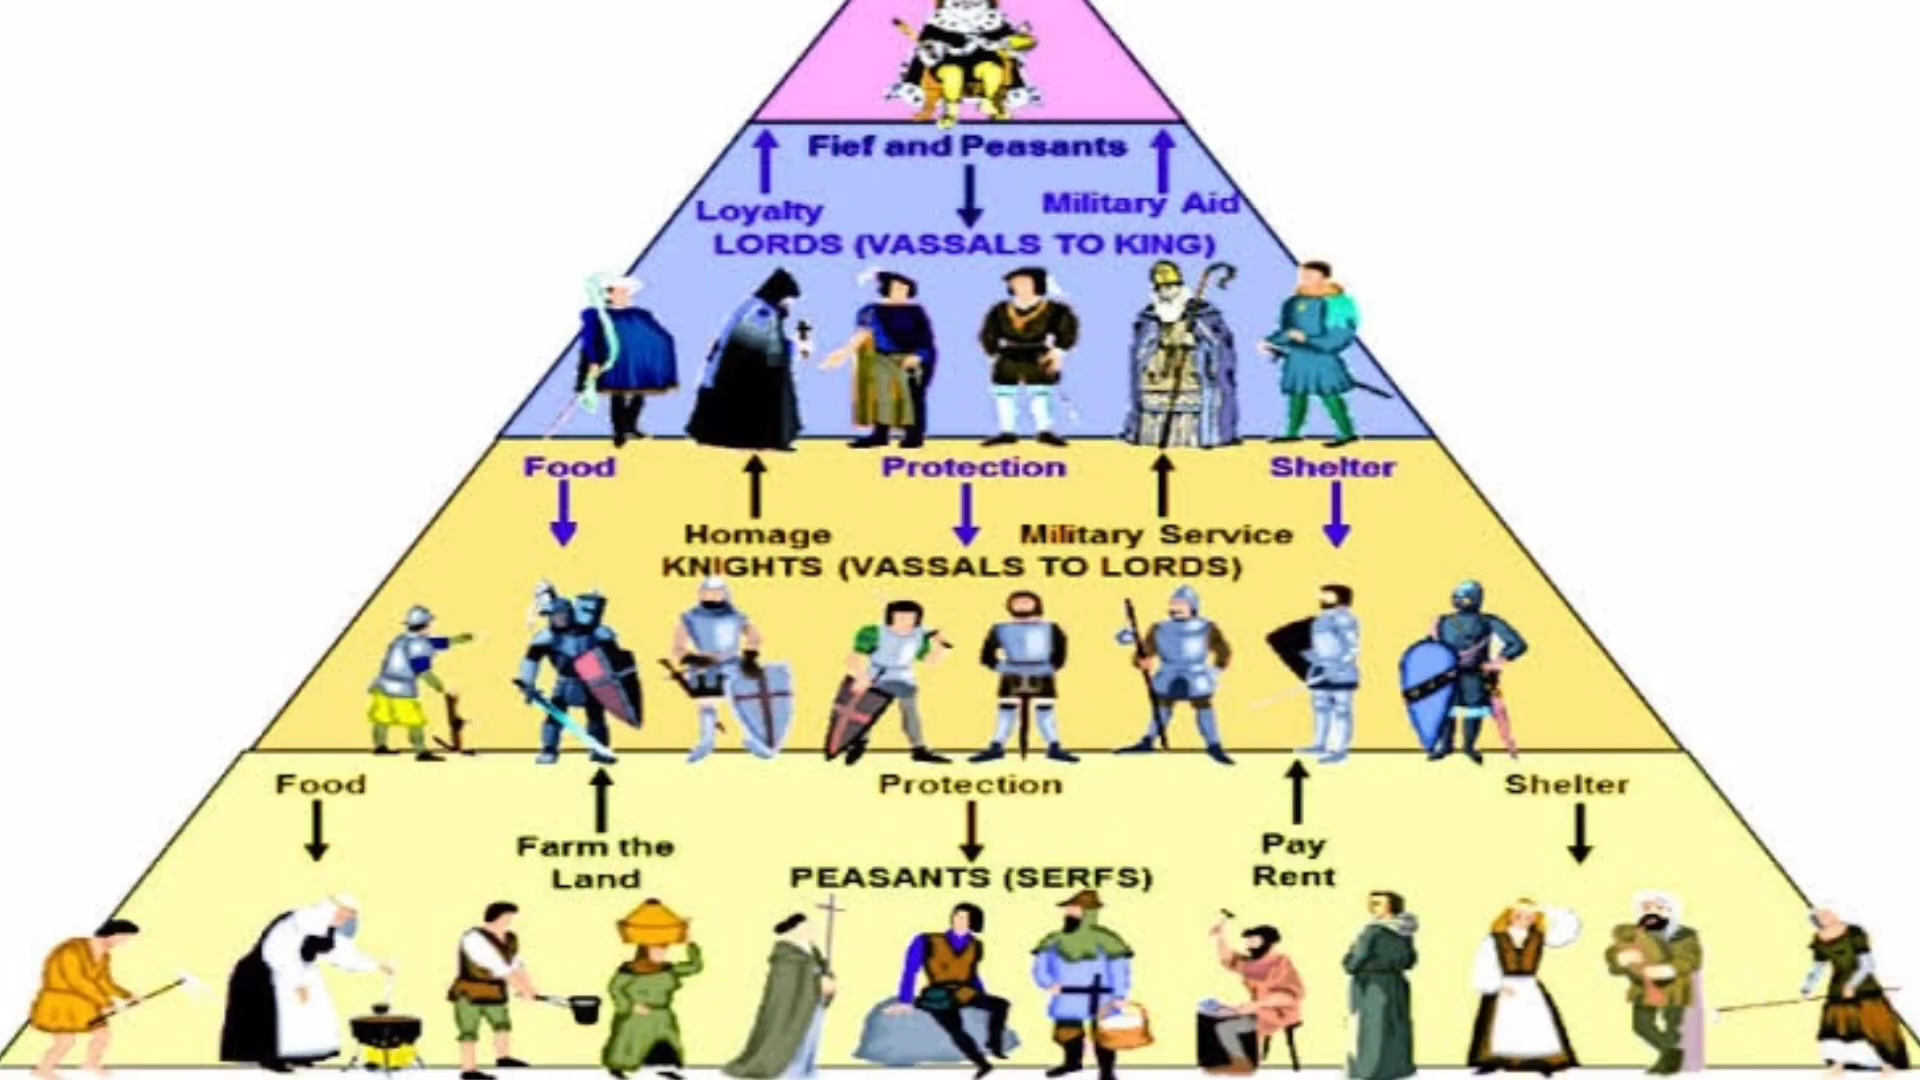 Fief and Peasants
Loyalty
Military Aid
LORDS (VASSALS TO KING)
Food
Protection
Shelter
Homage
Military Service
KNIGHTS (VASSALS TO LORDS)
Food
Protection
Shelter
Farm the
Land
Pay
Rent
PEASANTS (SERFS)